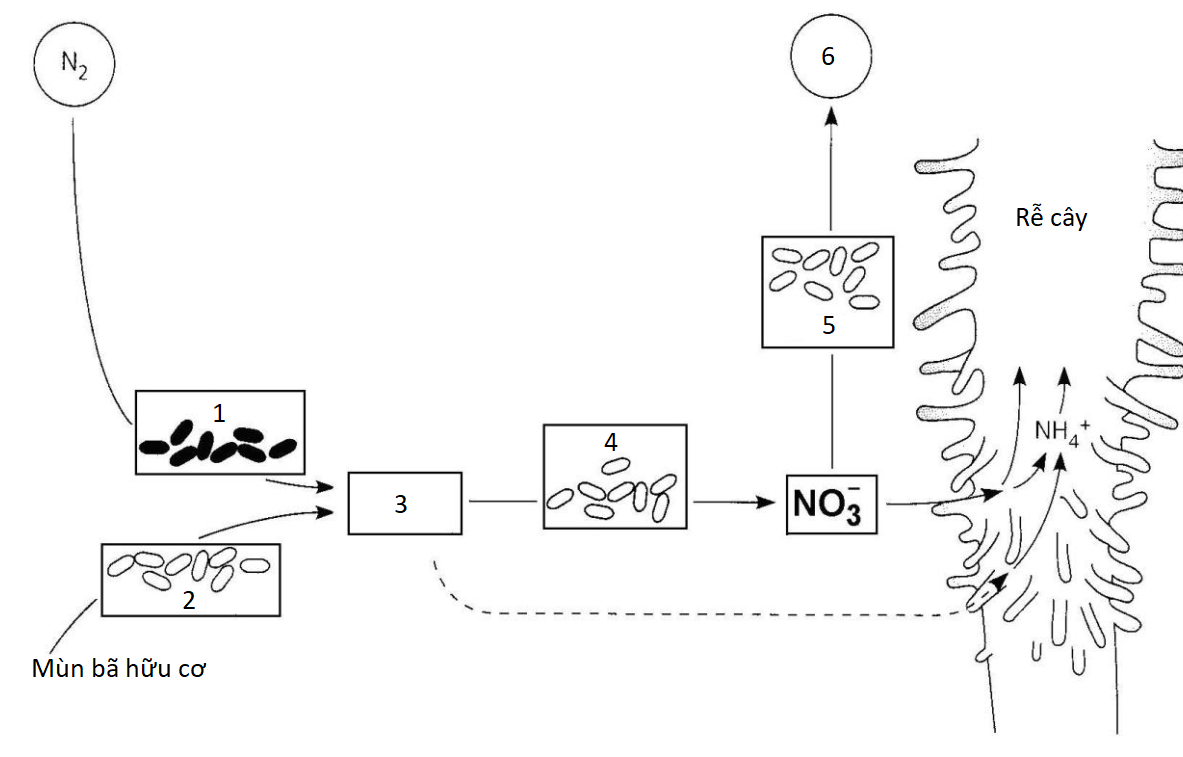 N₂
6
Rễ cây
5
1
NH₄⁺
4
3
NO₃⁻
2
Mùn bã hữu cơ